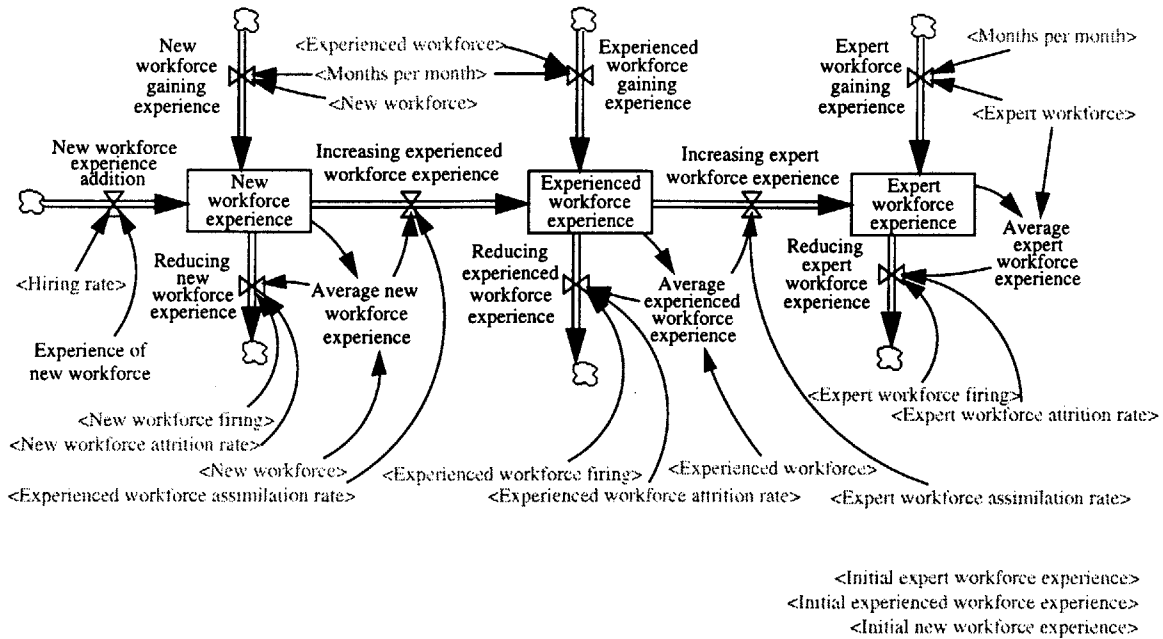 New
workforce
gaining
experience
<Experienced workforce>
<Months per month>
<New workforce>
Experienced
workforce
gaining
experience
Expert
workforce
gaining
experience
<Months per month>
<Expert workforce>
New workforce
experience
addition
New
workforce
experience
Increasing experienced
workforce experience
Experienced
workforce
experience
Increasing expert
workforce experience
Expert
workforce
experience
Average
expert
workforce
experience
<Hiring rate>
Experience of
new workforce
Reducing
new
workforce
experience
Average new
workforce
experience
Reducing
experienced
workforce
experience
Average
experienced
workforce
experience
Reducing
expert
workforce
experience
<New workforce firing>
<New workforce attrition rate>
<New workforce>
<Experienced workforce assimilation rate>
<Experienced workforce firing>
<Experienced workforce attrition rate>
<Experienced workforce>
<Expert workforce firing>
<Expert workforce attrition rate>
<Expert workforce assimilation rate>
<Initial expert workforce experience>
<Initial experienced workforce experience>
<Initial new workforce experience>